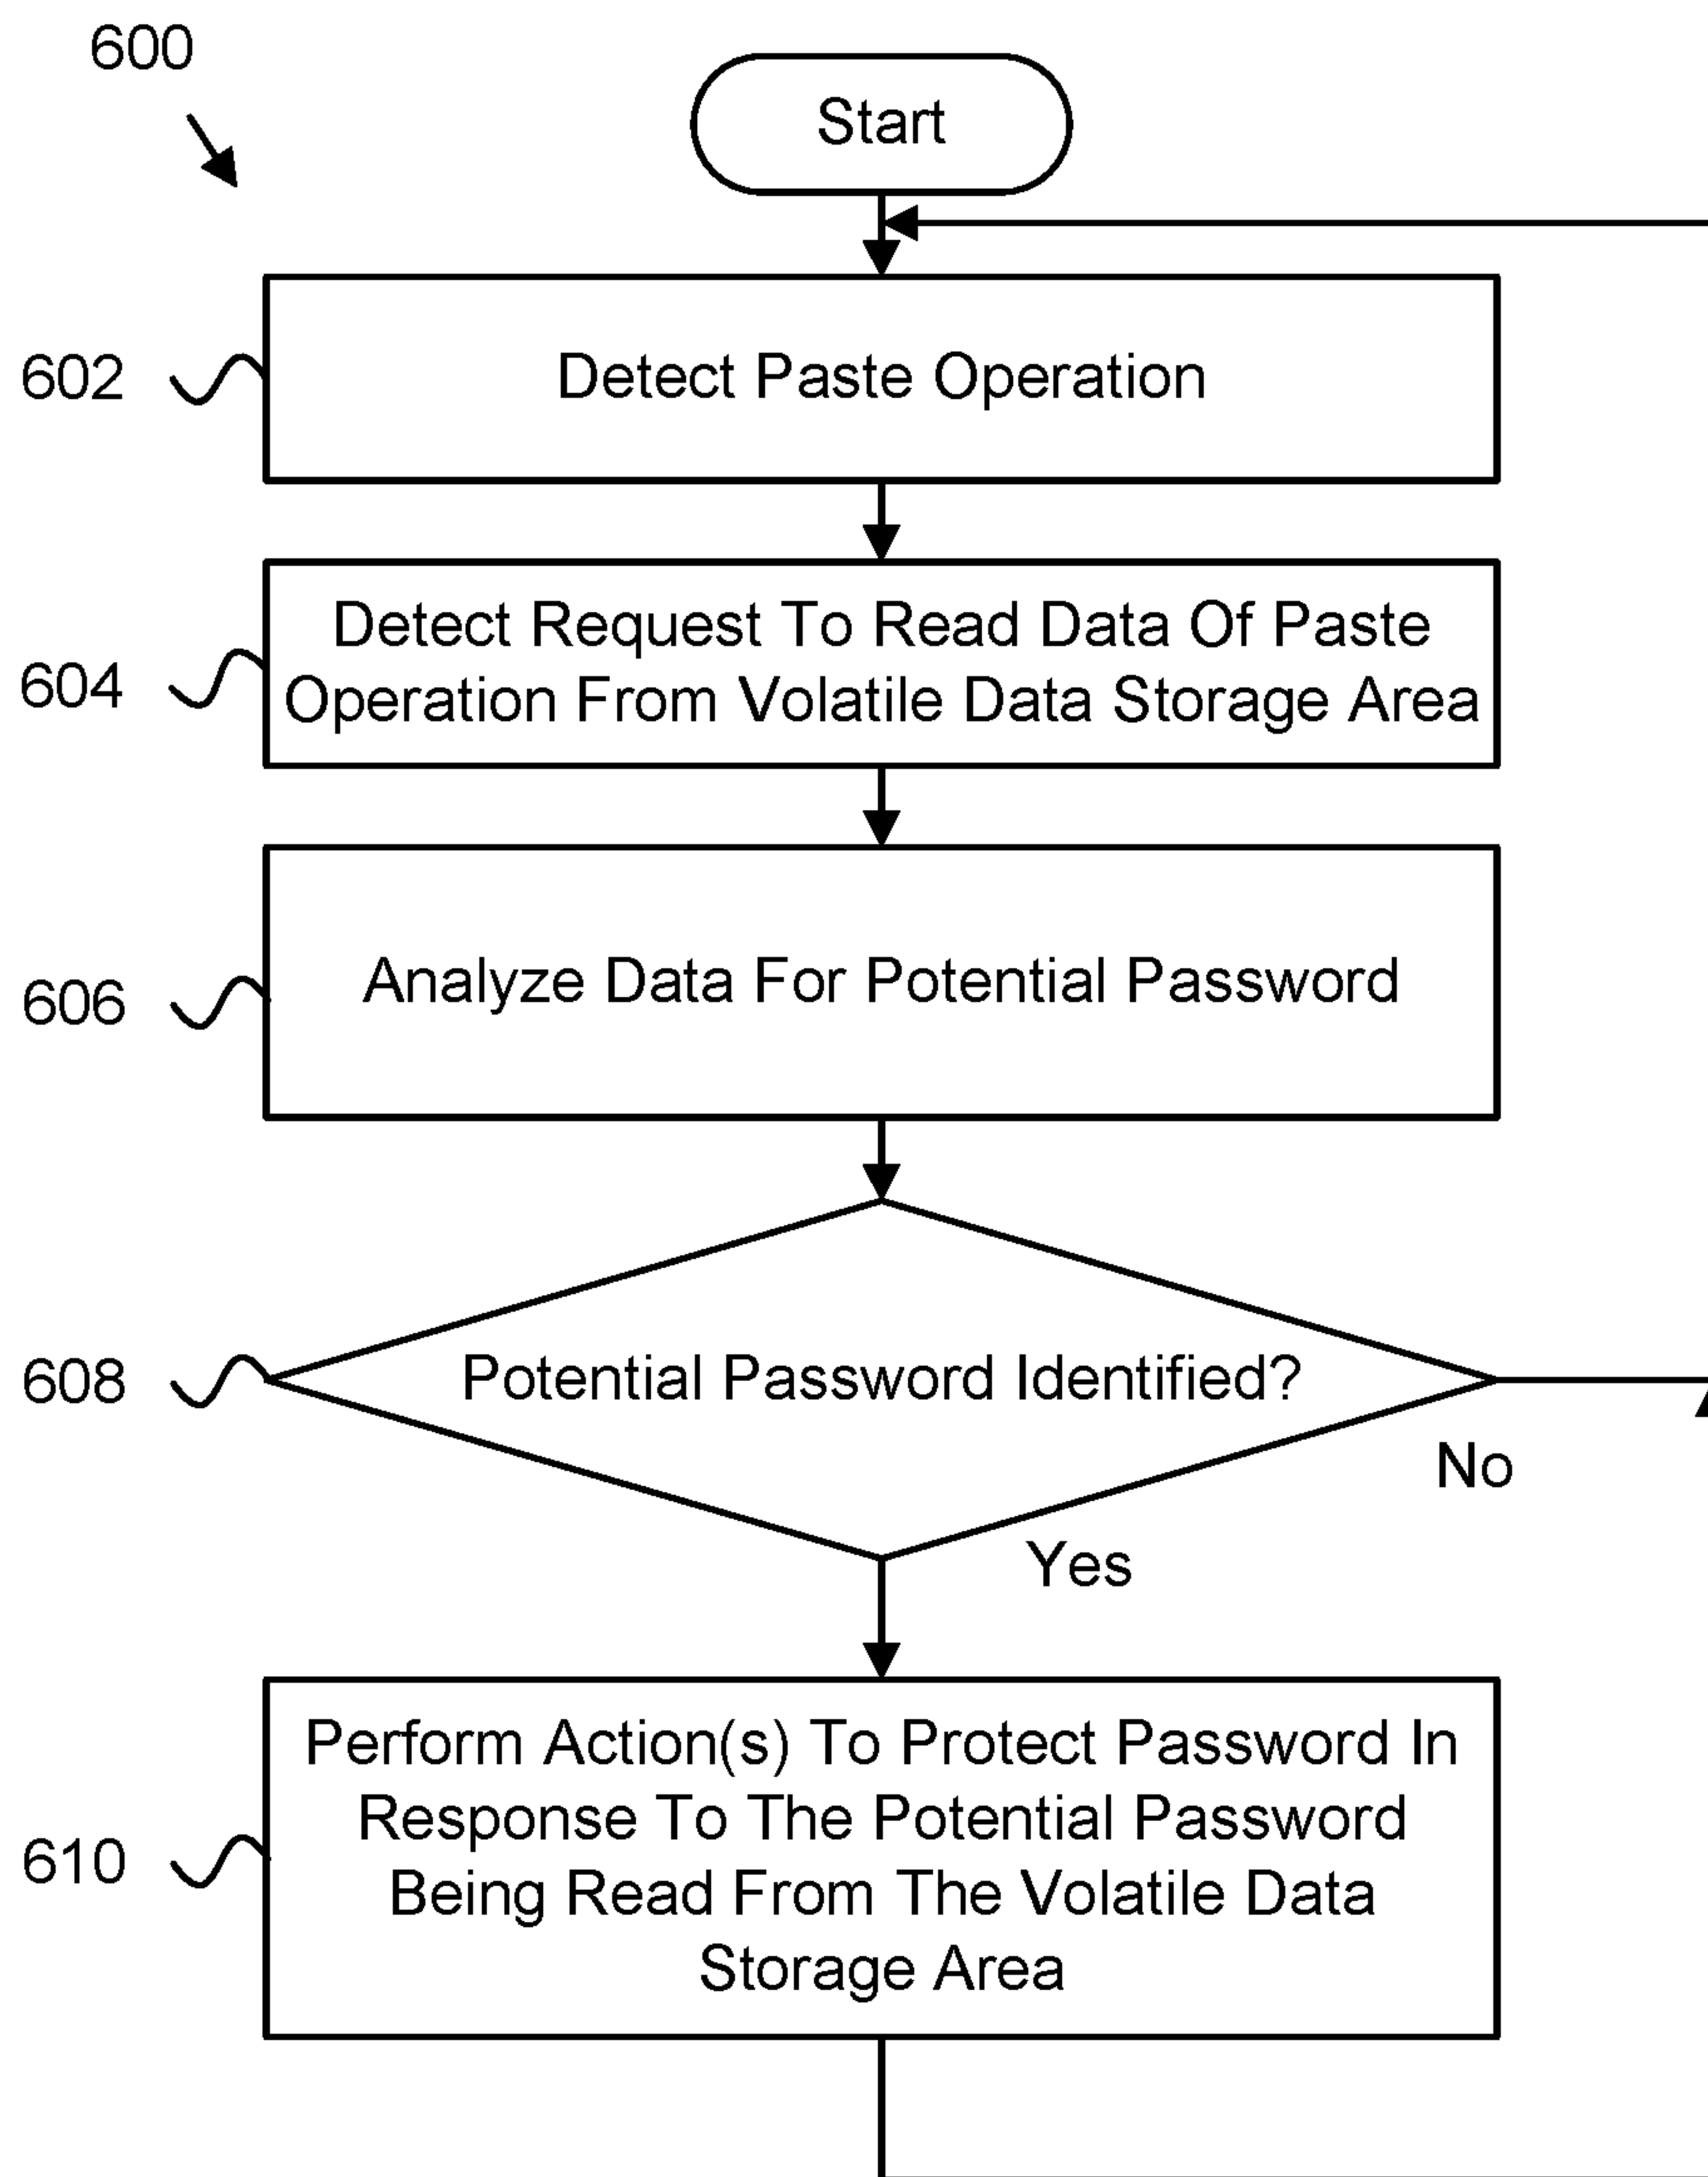 600
Start
602
Detect Paste Operation
604
Detect Request To Read Data Of Paste
Operation From Volatile Data Storage Area
606
Analyze Data For Potential Password
608
Potential Password Identified?
No
Yes
610
Perform Action(s) To Protect Password In
Response To The Potential Password
Being Read From The Volatile Data
Storage Area